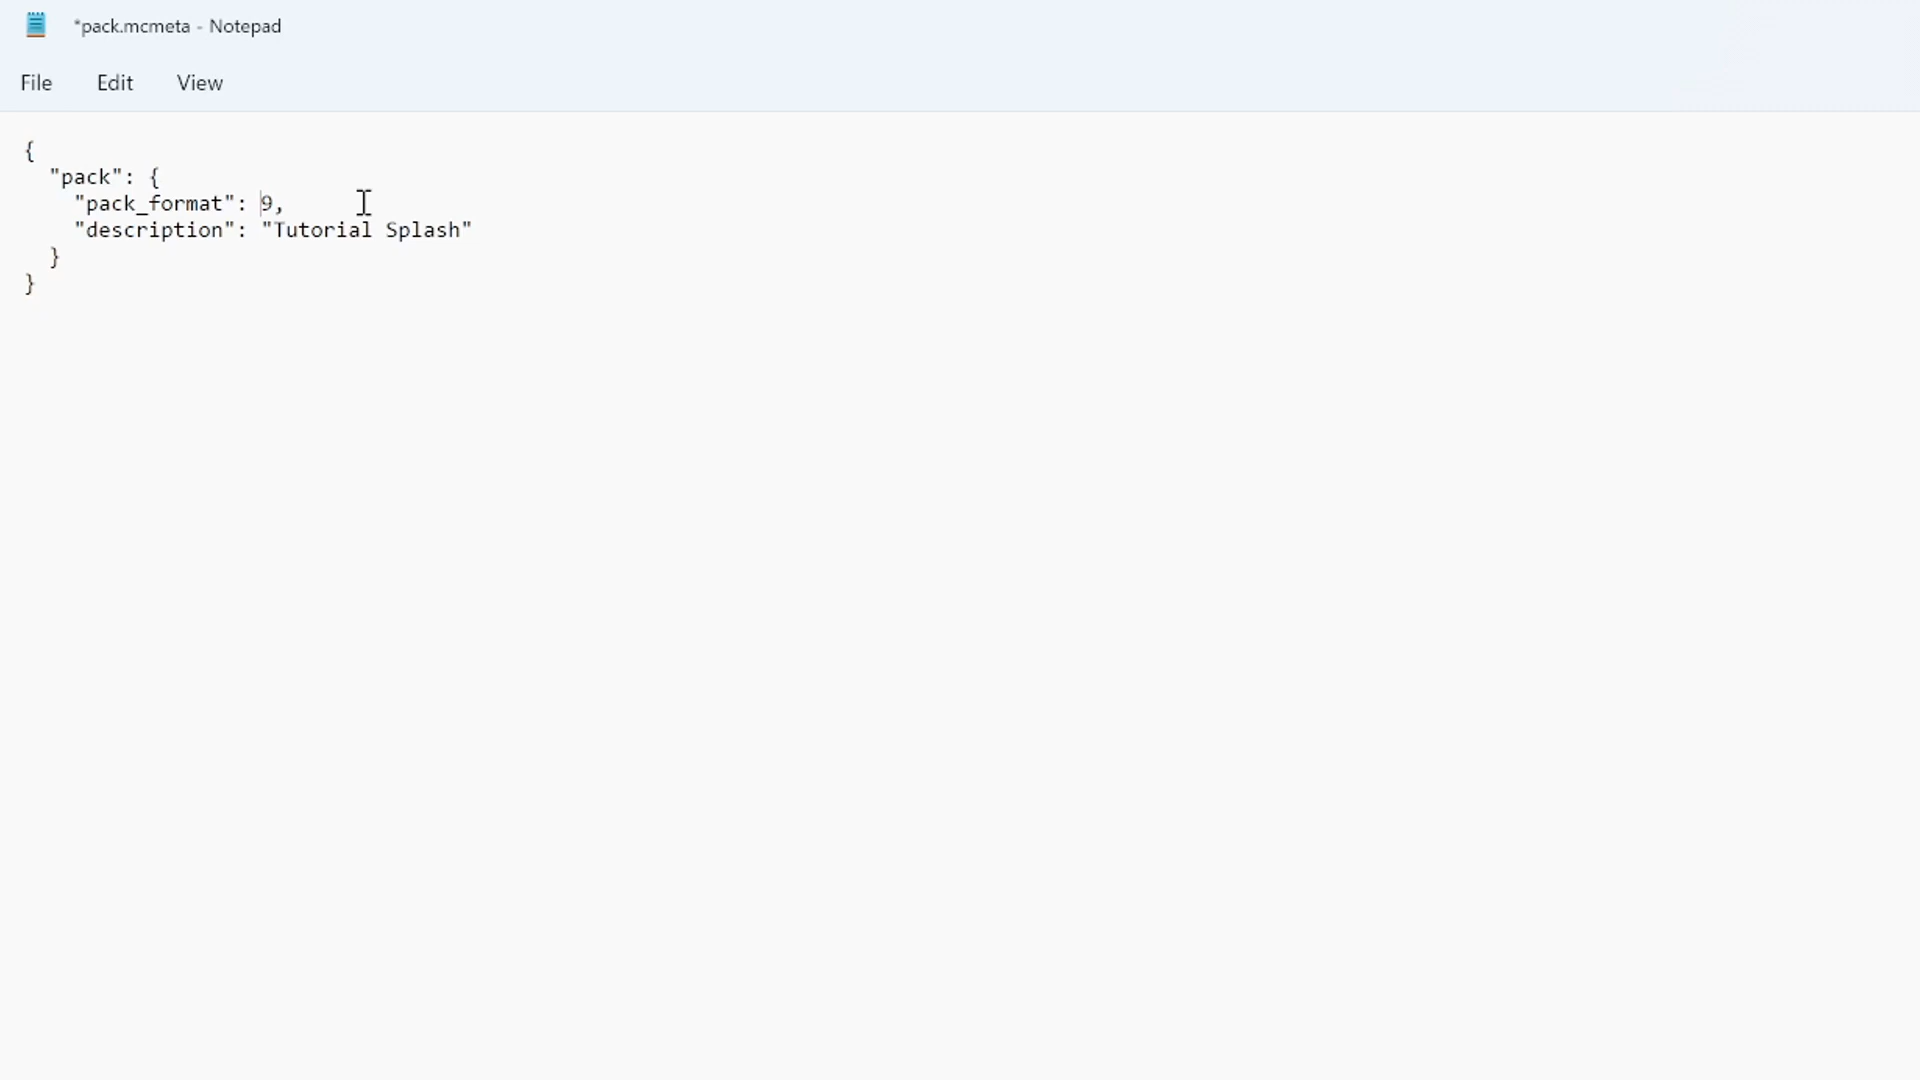 *pack.mcmeta - Notepad
File Edit View
{
  "pack": {
    "pack_format": 9,
    "description": "Tutorial Splash"
  }
}